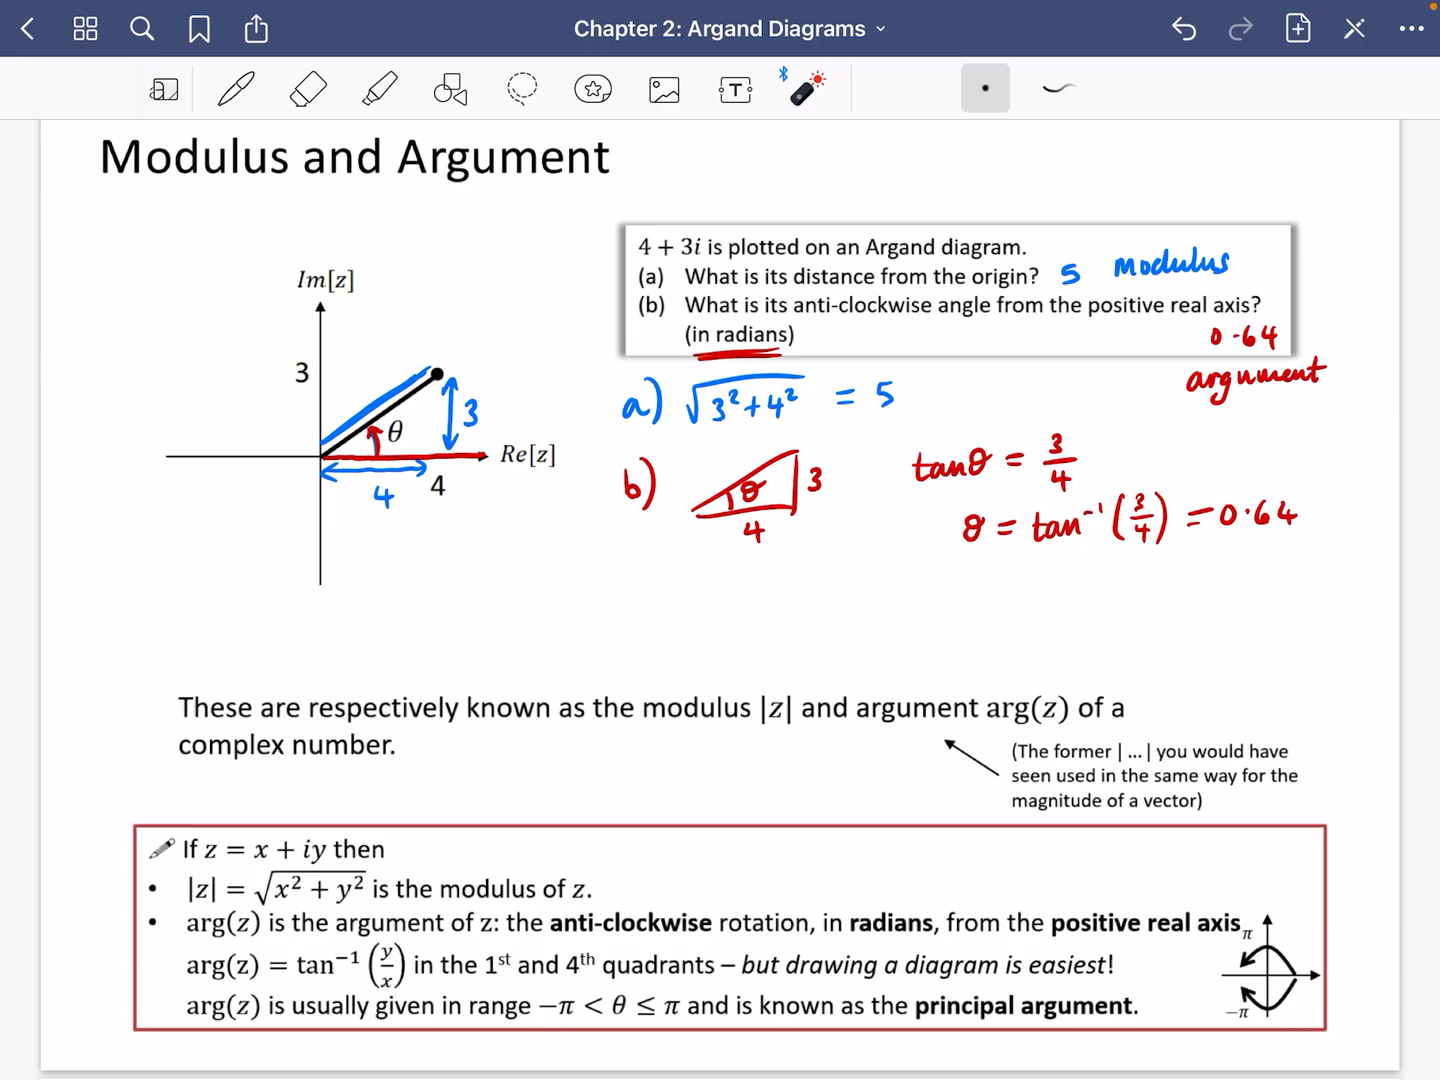 Chapter 2: Argand Diagrams
T
Modulus and Argument
4 + 3i is plotted on an Argand diagram.
(a) What is its distance from the origin? 5 modulus
(b) What is its anti-clockwise angle from the positive real axis?
(in radians) 0.64
argument
Im[z]
3
θ
3
Re[z]
4
4
a) √(3² + 4²) = 5
b) θ 3
4
tanθ = 3/4
θ = tan⁻¹(3/4) = 0.64
These are respectively known as the modulus |z| and argument arg(z) of a
complex number.
(The former | ... | you would have
seen used in the same way for the
magnitude of a vector)
If z = x + iy then
• |z| = √(x² + y²) is the modulus of z.
• arg(z) is the argument of z: the anti-clockwise rotation, in radians, from the positive real axis.
arg(z) = tan⁻¹(y/x) in the 1st and 4th quadrants – but drawing a diagram is easiest!
arg(z) is usually given in range −π < θ ≤ π and is known as the principal argument.
π
−π